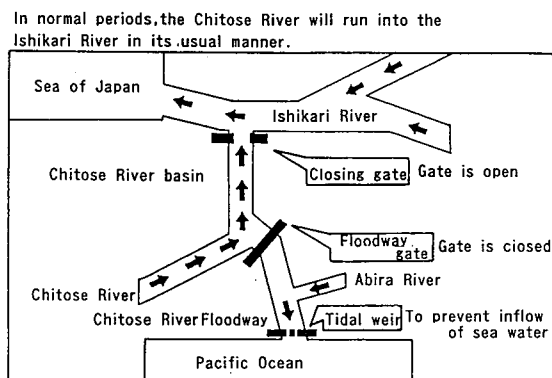 In normal periods,the Chitose River will run into the
Ishikari River in its usual manner.
Sea of Japan
Ishikari River
Chitose River basin
Closing gate
Gate is open
Floodway
gate
Gate is closed
Abira River
Chitose River
Chitose River Floodway
Tidal weir
To prevent inflow
of sea water
Pacific Ocean